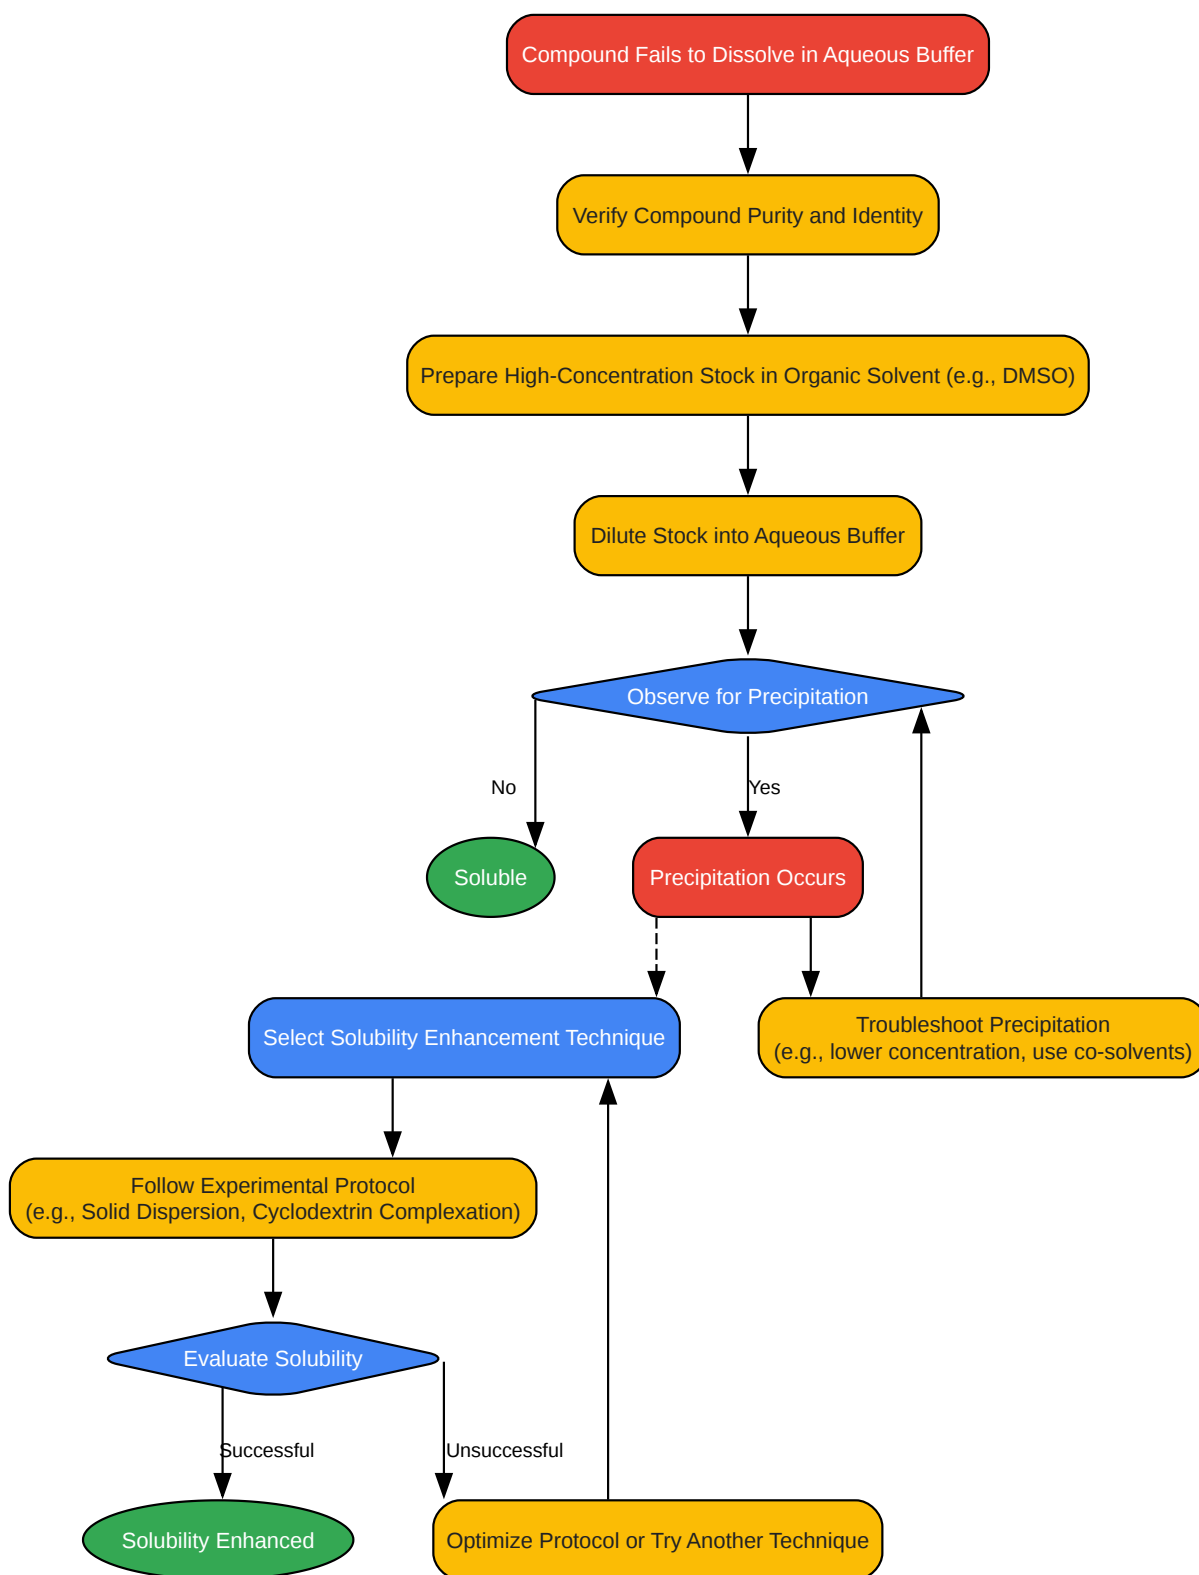 Compound Fails to Dissolve in Aqueous Buffer
Verify Compound Purity and Identity
Prepare High-Concentration Stock in Organic Solvent (e.g., DMSO)
Dilute Stock into Aqueous Buffer
Observe for Precipitation
No
Yes
Soluble
Precipitation Occurs
Select Solubility Enhancement Technique
Troubleshoot Precipitation
(e.g., lower concentration, use co-solvents)
Follow Experimental Protocol
(e.g., Solid Dispersion, Cyclodextrin Complexation)
Evaluate Solubility
Successful
Unsuccessful
Solubility Enhanced
Optimize Protocol or Try Another Technique